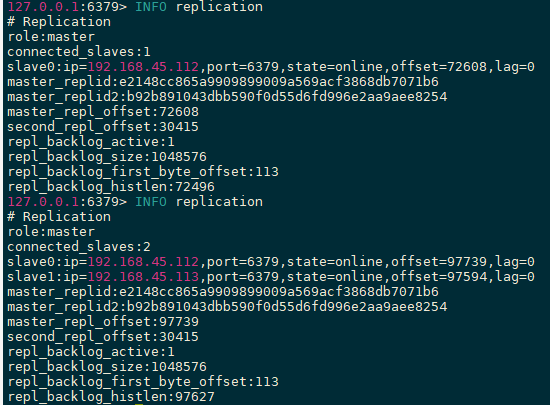 127.0.0.1:6379> INFO replication
# Replication
role:master
connected_slaves:1
slave0:ip=192.168.45.112,port=6379,state=online,offset=72608,lag=0
master_replid:e2148cc865a9909899009a569acf3868db7071b6
master_replid2:b92b891043dbb590f0d55d6fd996e2aa9aee8254
master_repl_offset:72608
second_repl_offset:30415
repl_backlog_active:1
repl_backlog_size:1048576
repl_backlog_first_byte_offset:113
repl_backlog_histlen:72496
127.0.0.1:6379> INFO replication
# Replication
role:master
connected_slaves:2
slave0:ip=192.168.45.112,port=6379,state=online,offset=97739,lag=0
slave1:ip=192.168.45.113,port=6379,state=online,offset=97594,lag=0
master_replid:e2148cc865a9909899009a569acf3868db7071b6
master_replid2:b92b891043dbb590f0d55d6fd996e2aa9aee8254
master_repl_offset:97739
second_repl_offset:30415
repl_backlog_active:1
repl_backlog_size:1048576
repl_backlog_first_byte_offset:113
repl_backlog_histlen:97627